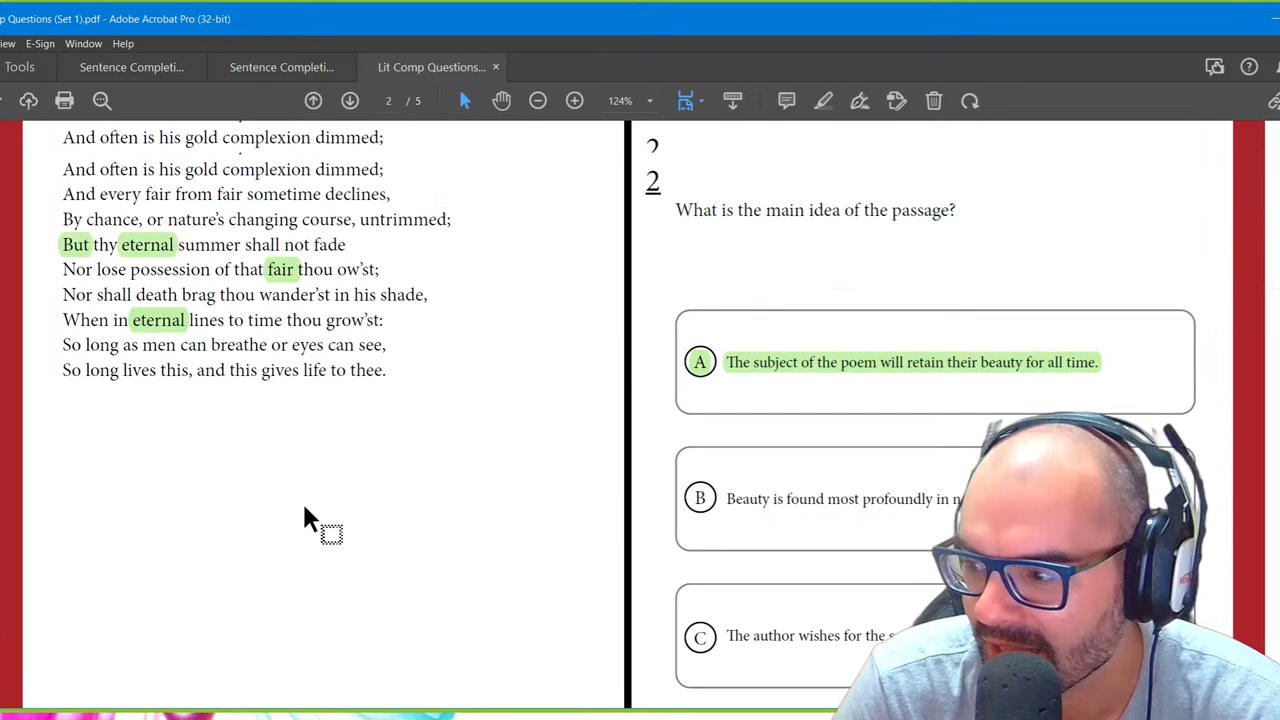 p Questions (Set 1).pdf - Adobe Acrobat Pro (32-bit)
iew E-Sign Window Help
Tools Sentence Completi... Sentence Completi... Lit Comp Questions... ×
2 / 5 124%
And often is his gold complexion dimmed;
And often is his gold complexion dimmed;
And every fair from fair sometime declines,
By chance, or nature's changing course, untrimmed;
But thy eternal summer shall not fade
Nor lose possession of that fair thou ow'st;
Nor shall death brag thou wander'st in his shade,
When in eternal lines to time thou grow'st:
So long as men can breathe or eyes can see,
So long lives this, and this gives life to thee.
2
2
What is the main idea of the passage?
A The subject of the poem will retain their beauty for all time.
B Beauty is found most profoundly in
C The author wishes for the